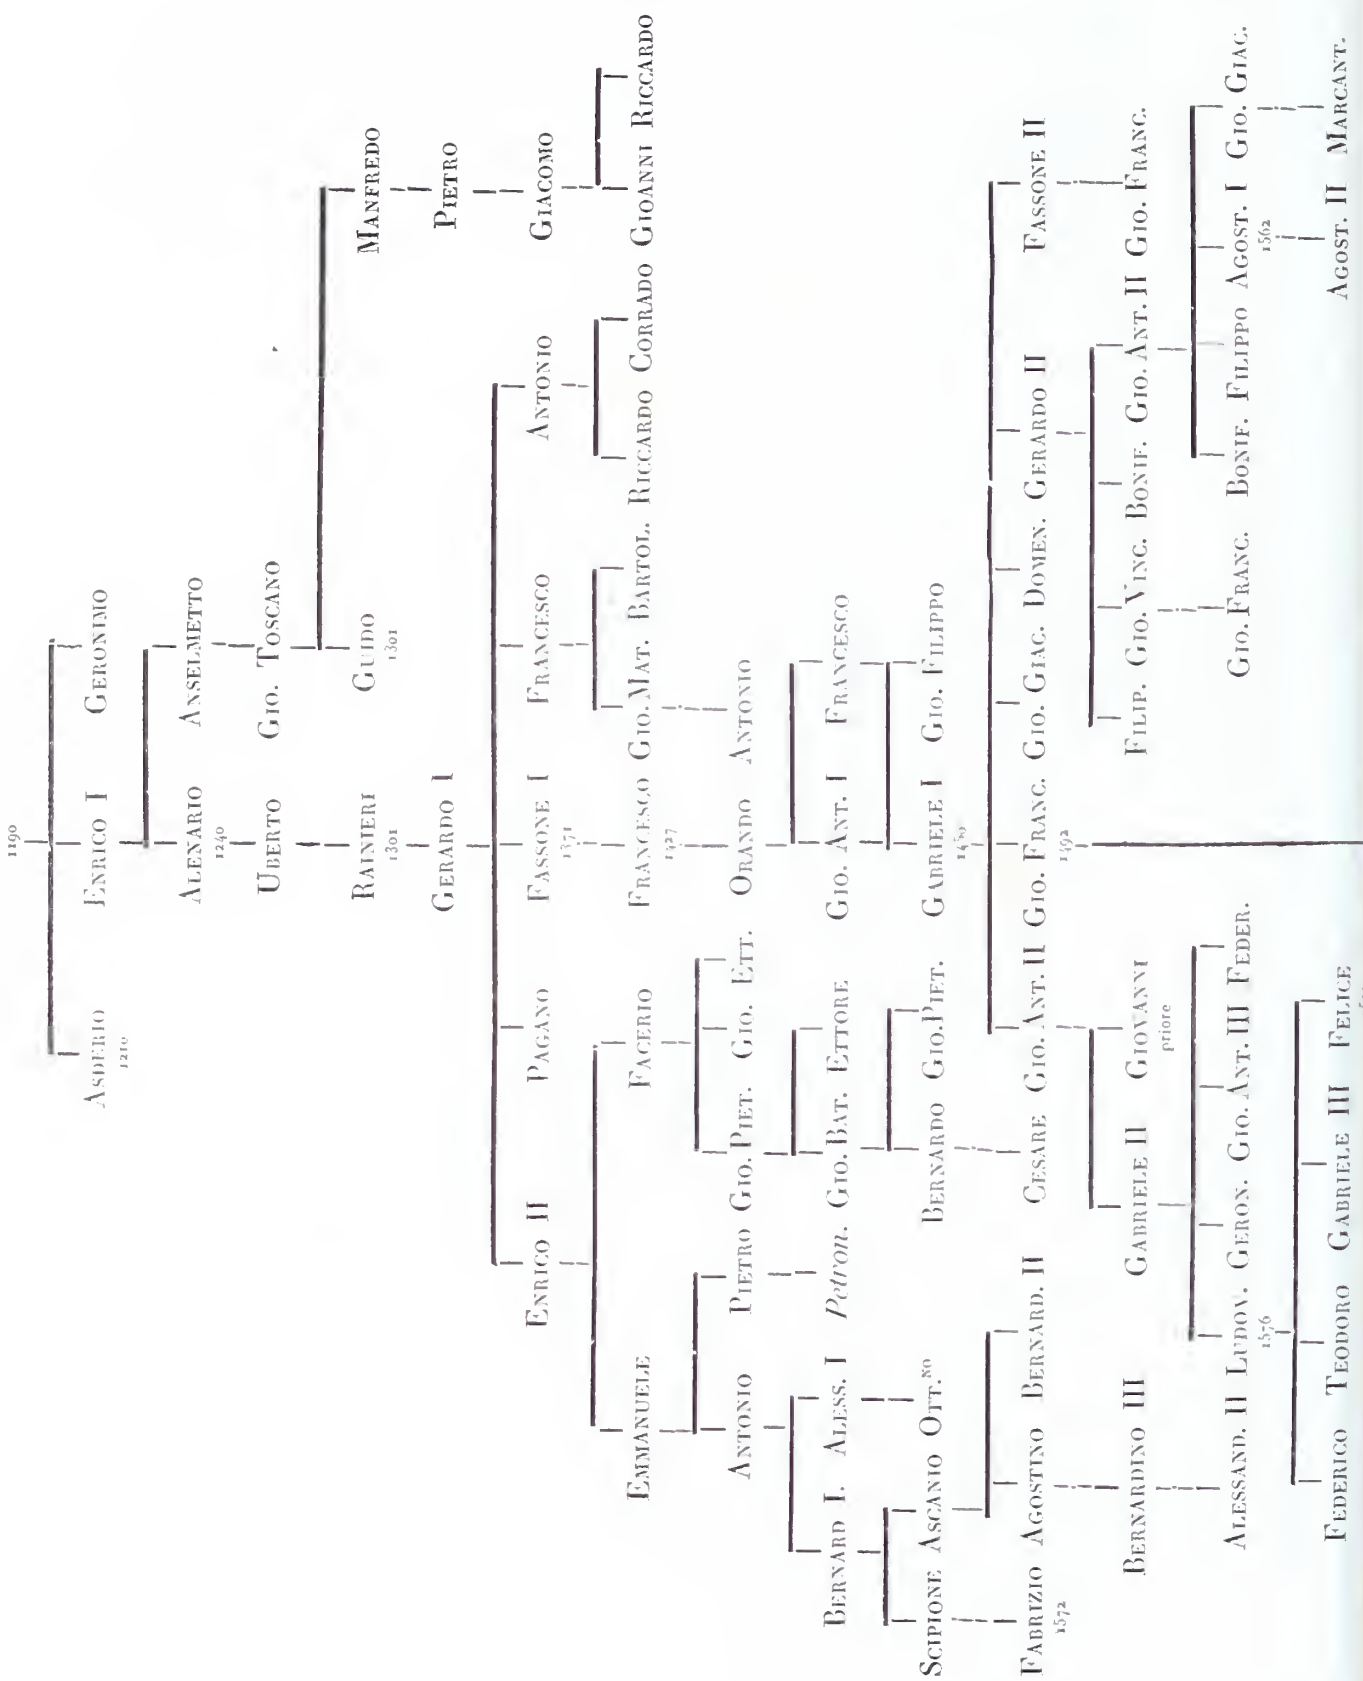 1190
ASDERIO ENRICO I GERONIMO
1210
ALENARIO ANSELMETTO
1240
UBERTO GIO. TOSCANO
RAINIERI GUIDO MANFREDO
1301 1301
GERARDO I PIETRO
ENRICO II PAGANO FASSONE I FRANCESCO ANTONIO GIACOMO
1371
EMMANUELE FACERIO FRANCESCO GIO. MAT. BARTOL. RICCARDO CORRADO GIOANNI RICCARDO
1427
ANTONIO PIETRO GIO. PIET. GIO. ETT. ORANDO ANTONIO
BERNARD I. ALESS. I Petron. GIO. BAT. ETTORE GIO. ANT. I FRANCESCO
SCIPIONE ASCANIO OTT.NO BERNARDO GIO. PIET. GABRIELE I GIO. FILIPPO
FABRIZIO AGOSTINO BERNARD. II CESARE GIO. ANT. II GIO. FRANC. GIO. GIAC. DOMEN. GERARDO II FASSONE II
1572 1492
BERNARDINO III GABRIELE II GIOVANNI FILIP. GIO. VINC. BONIF. GIO. ANT. II GIO. FRANC.
priore
ALESSAND. II LUDOV. GERON. GIO. ANT. III FEDER. GIO. FRANC. BONIF. FILIPPO AGOST. I GIO. GIAC.
1576 1562
FEDERICO TEODORO GABRIELE III FELICE AGOST. II MARCANT.